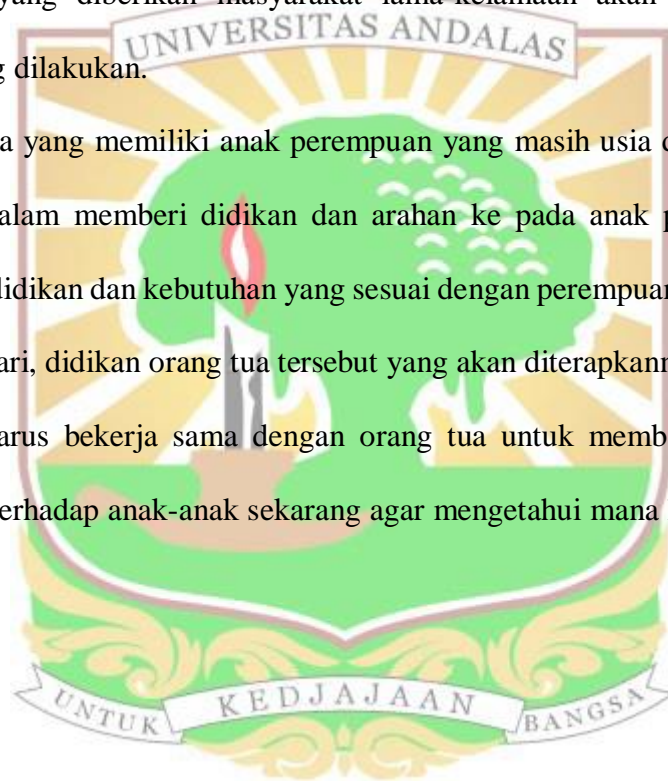 yang diberikan masyarakat lama-kelamaan akan
UNIVERSITAS ANDALAS
dilakukan.
a yang memiliki anak perempuan yang masih usia
alam memberi didikan dan arahan ke pada anak
didikan dan kebutuhan yang sesuai dengan perempuan
ari, didikan orang tua tersebut yang akan diterapkann
arus bekerja sama dengan orang tua untuk memb
terhadap anak-anak sekarang agar mengetahui mana
UNTUK KEDJAJAAN BANGSA